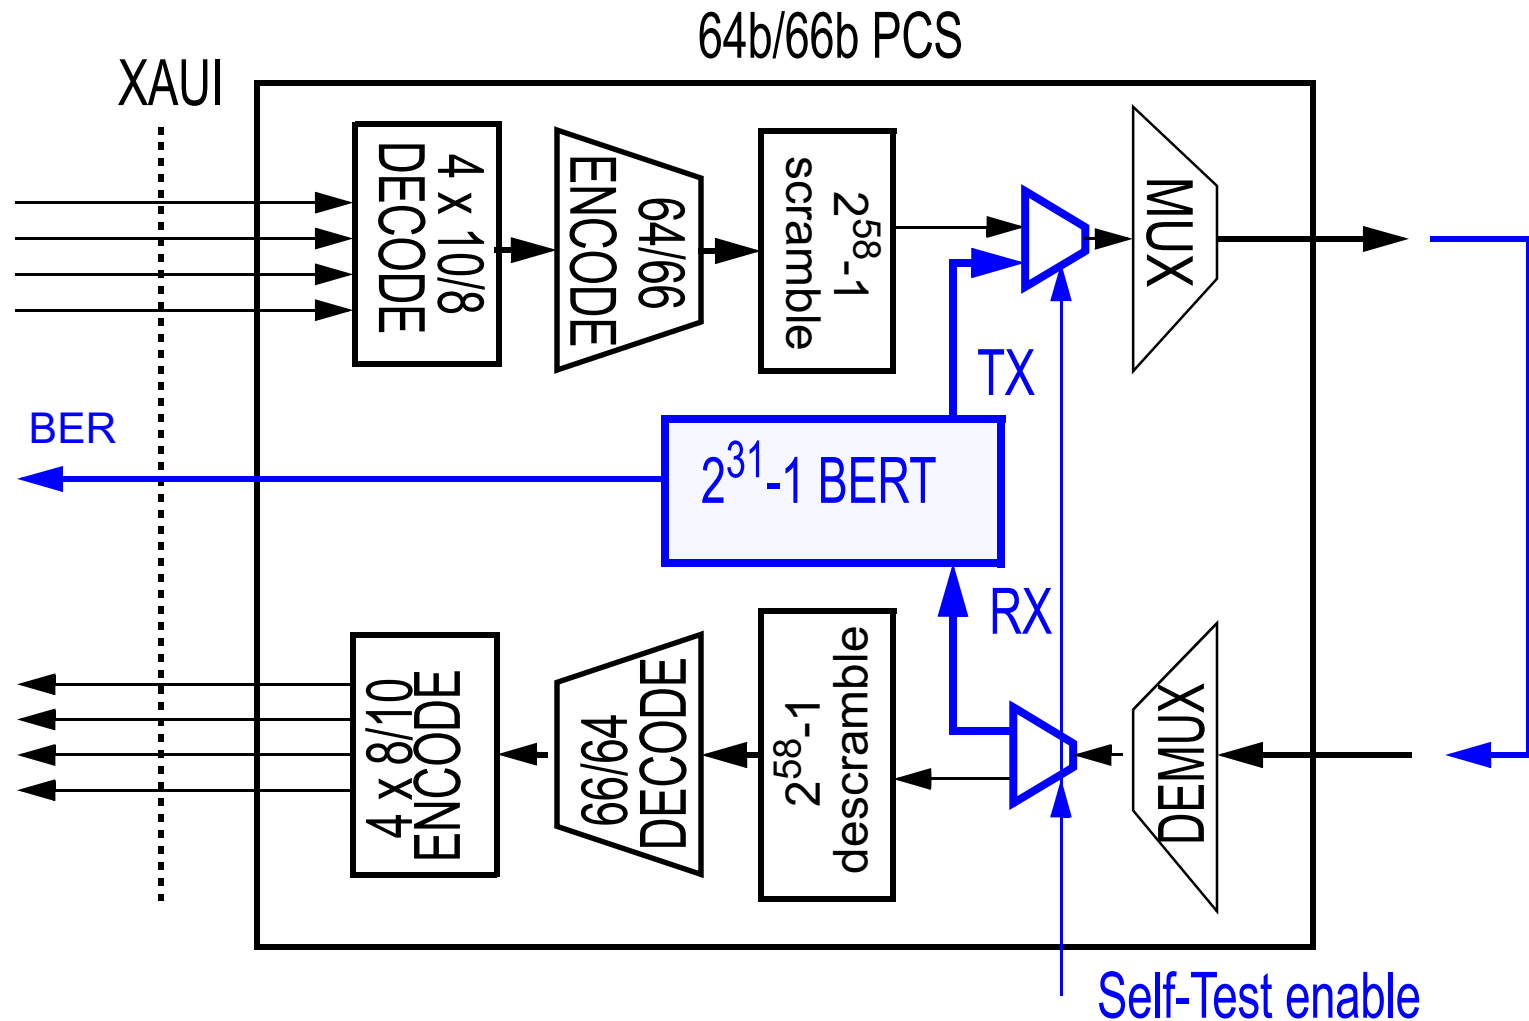 64b/66b PCS
XAUI
4 x 10/8
DECODE
64/66
ENCODE
2^58-1
scramble
MUX
TX
BER
2^31-1 BERT
RX
4 x 8/10
ENCODE
66/64
DECODE
2^58-1
descramble
DEMUX
Self-Test enable